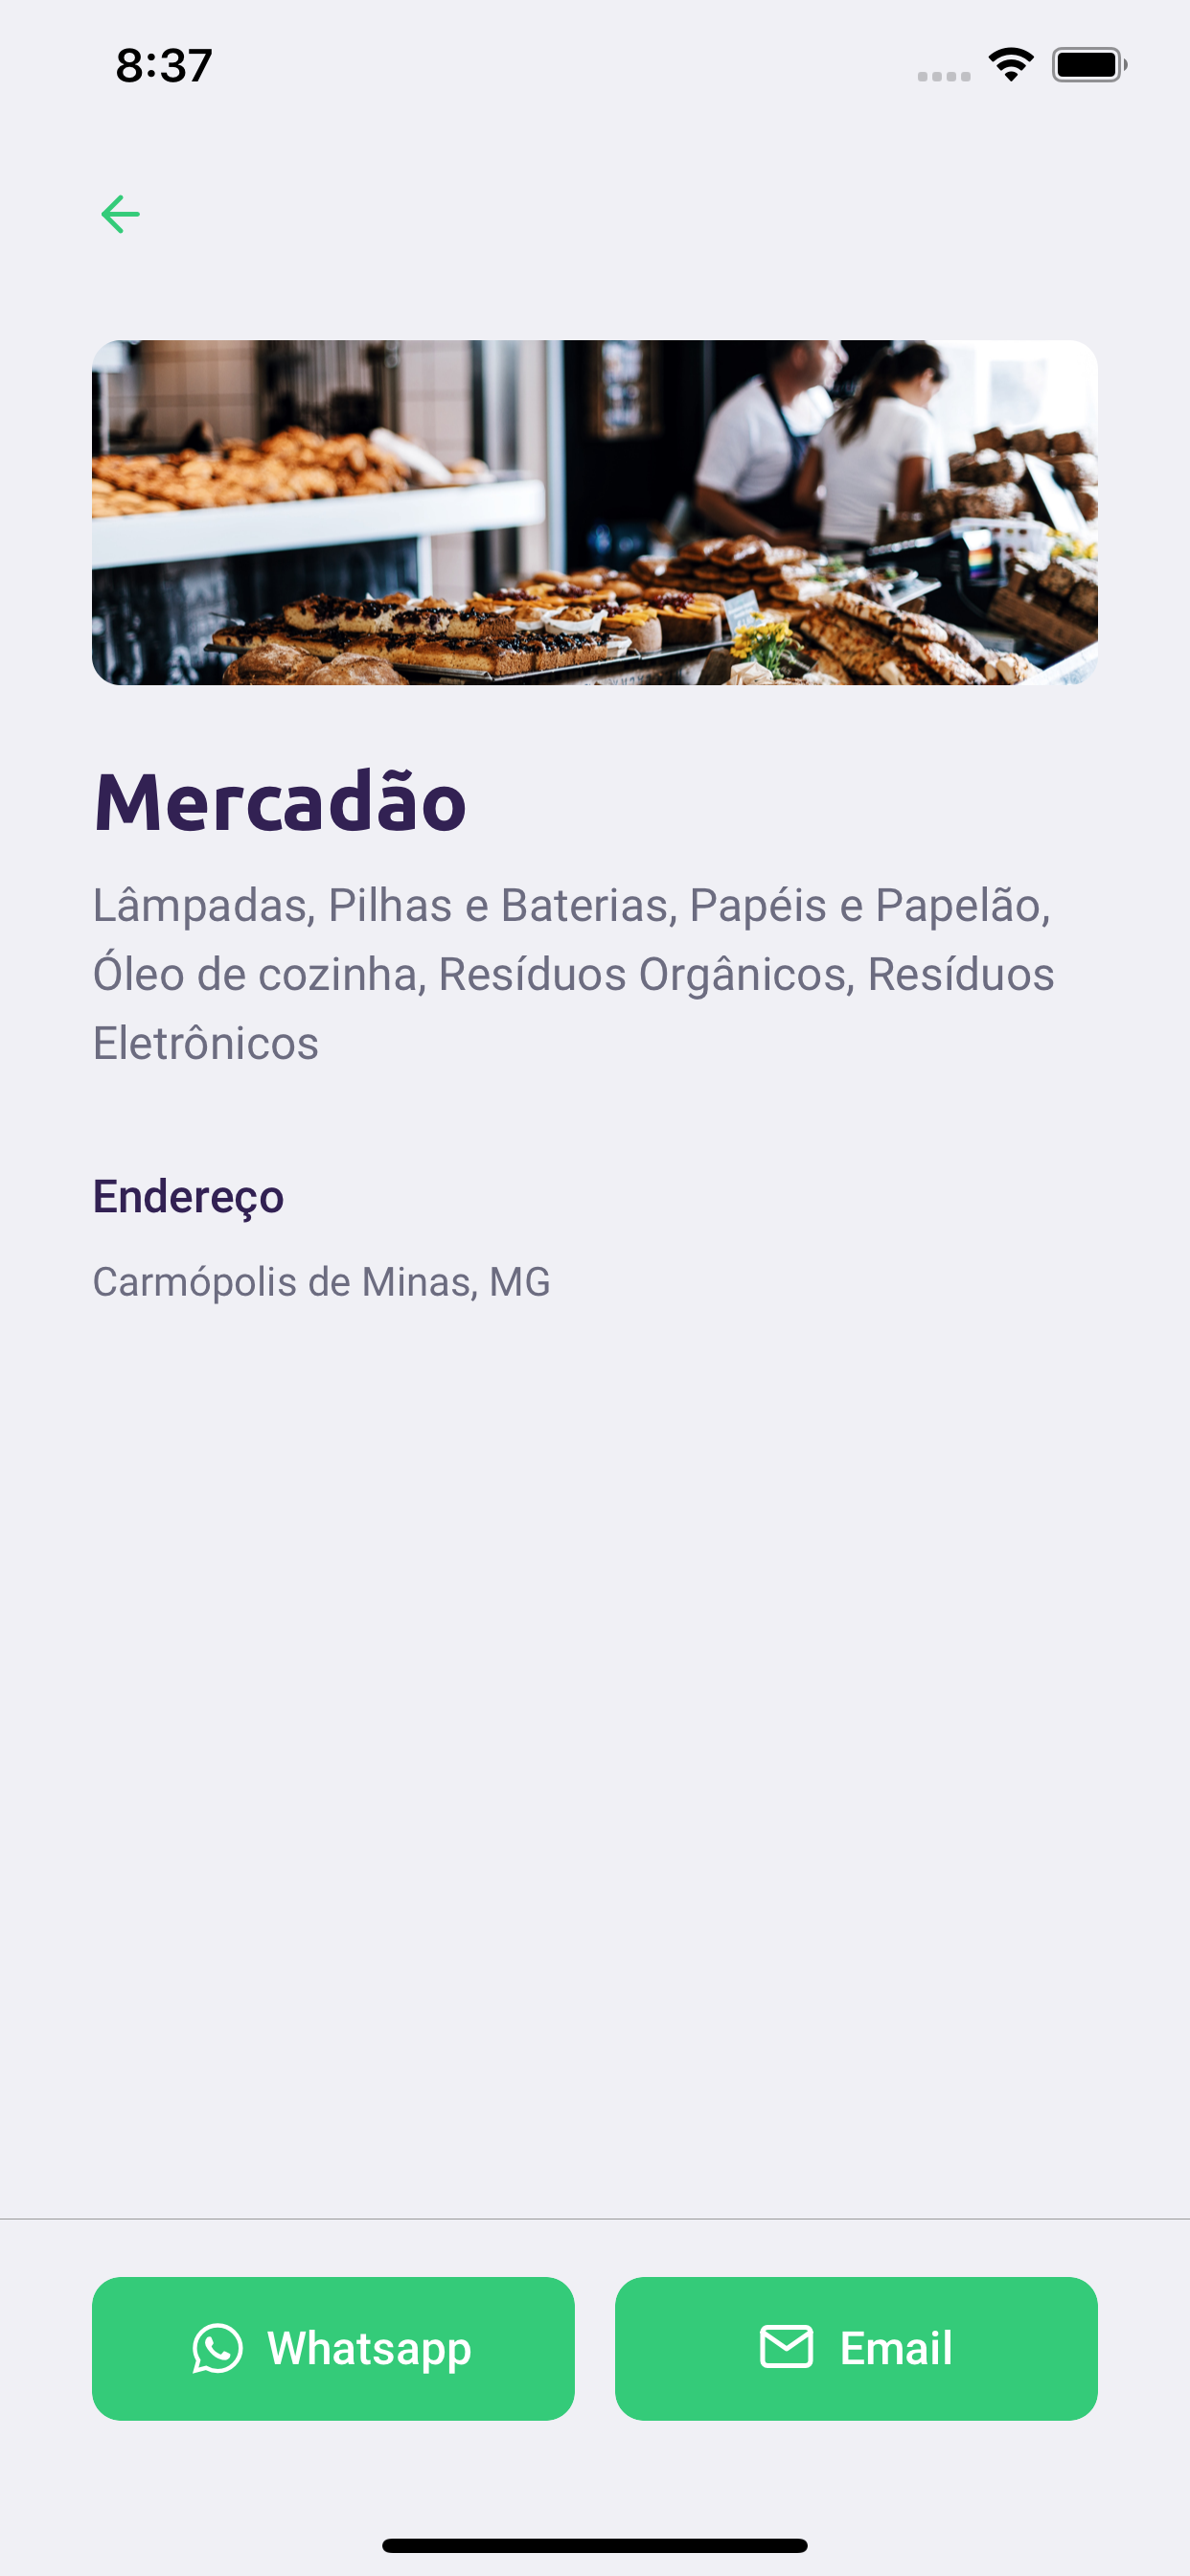 8:37
Mercadão
Lâmpadas, Pilhas e Baterias, Papéis e Papelão,
Óleo de cozinha, Resíduos Orgânicos, Resíduos
Eletrônicos
Endereço
Carmópolis de Minas, MG
Whatsapp
Email